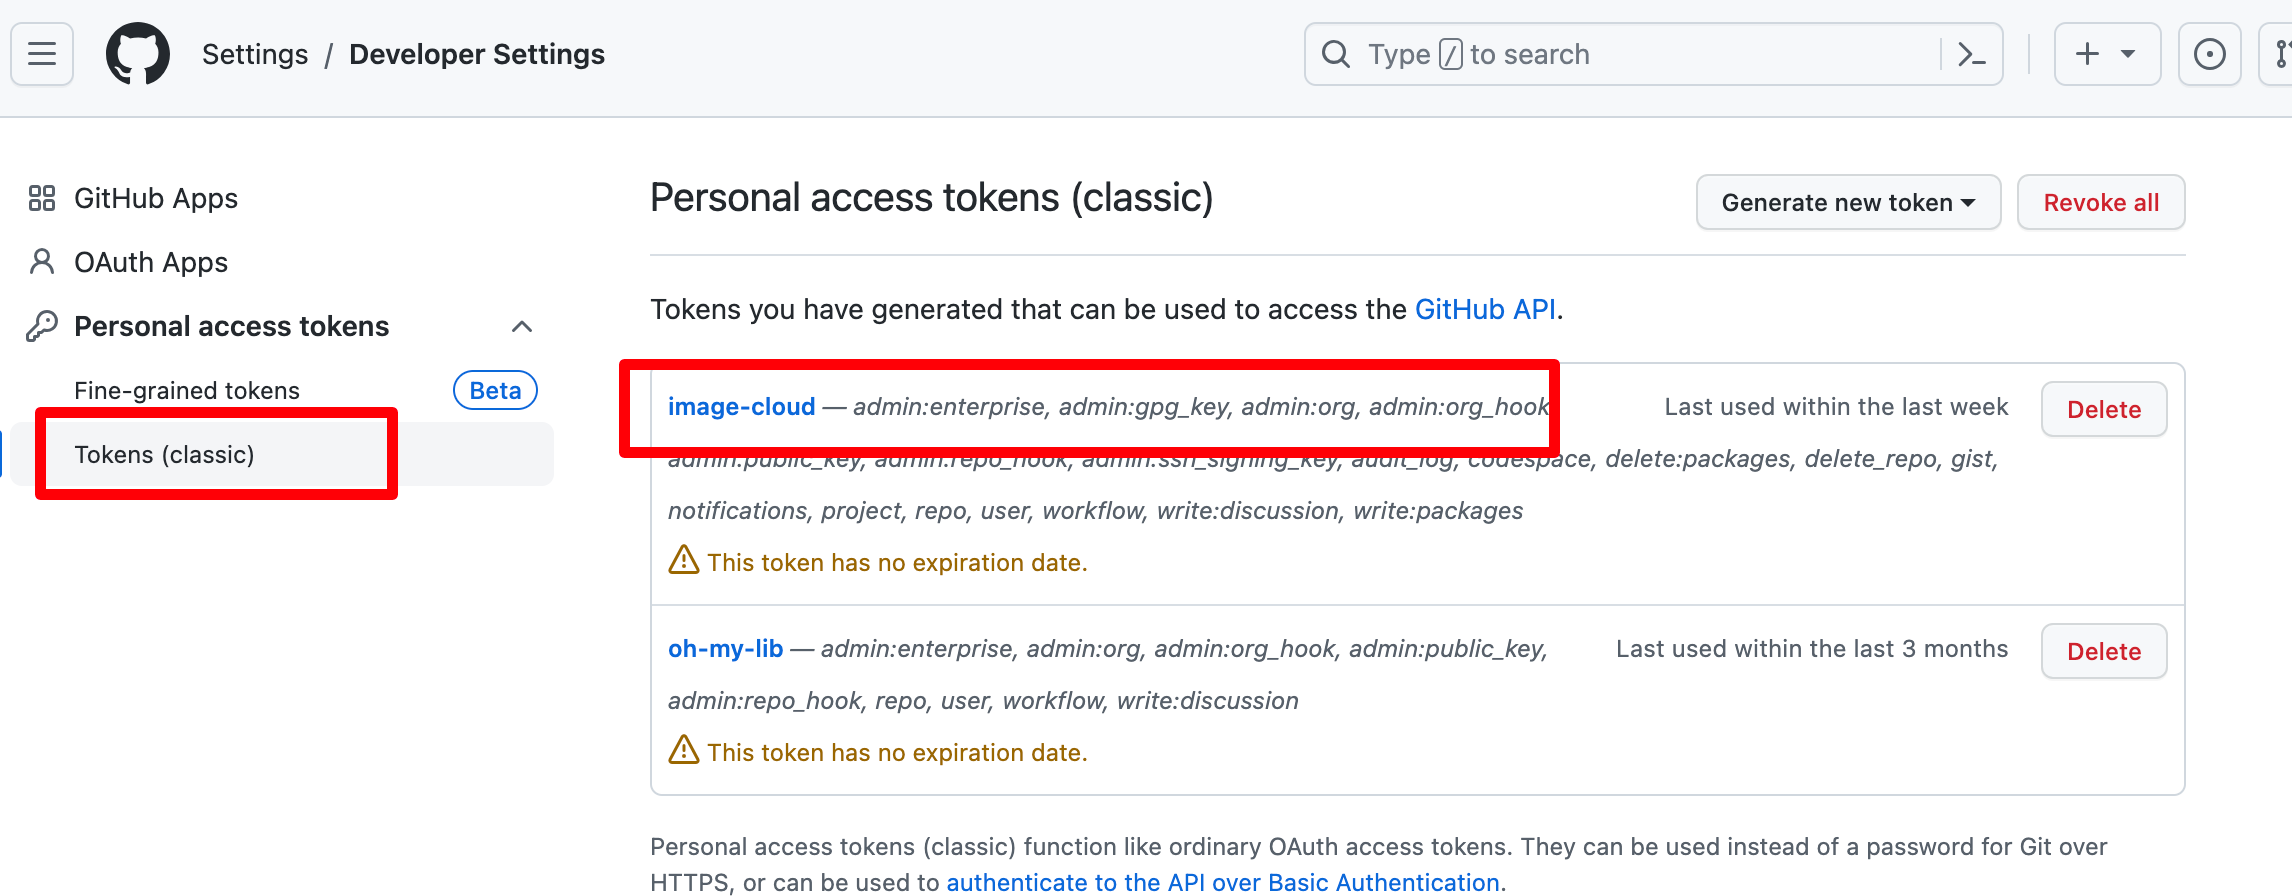 Settings / Developer Settings
Type / to search
GitHub Apps
OAuth Apps
Personal access tokens
Fine-grained tokens Beta
Tokens (classic)
Personal access tokens (classic)
Generate new token
Revoke all
Tokens you have generated that can be used to access the GitHub API.
image-cloud — admin:enterprise, admin:gpg_key, admin:org, admin:org_hook
Last used within the last week
Delete
admin:public_key, admin:repo_hook, admin:ssh_signing_key, audit_log, codespace, delete:packages, delete_repo, gist,
notifications, project, repo, user, workflow, write:discussion, write:packages
This token has no expiration date.
oh-my-lib — admin:enterprise, admin:org, admin:org_hook, admin:public_key,
Last used within the last 3 months
Delete
admin:repo_hook, repo, user, workflow, write:discussion
This token has no expiration date.
Personal access tokens (classic) function like ordinary OAuth access tokens. They can be used instead of a password for Git over
HTTPS, or can be used to authenticate to the API over Basic Authentication.